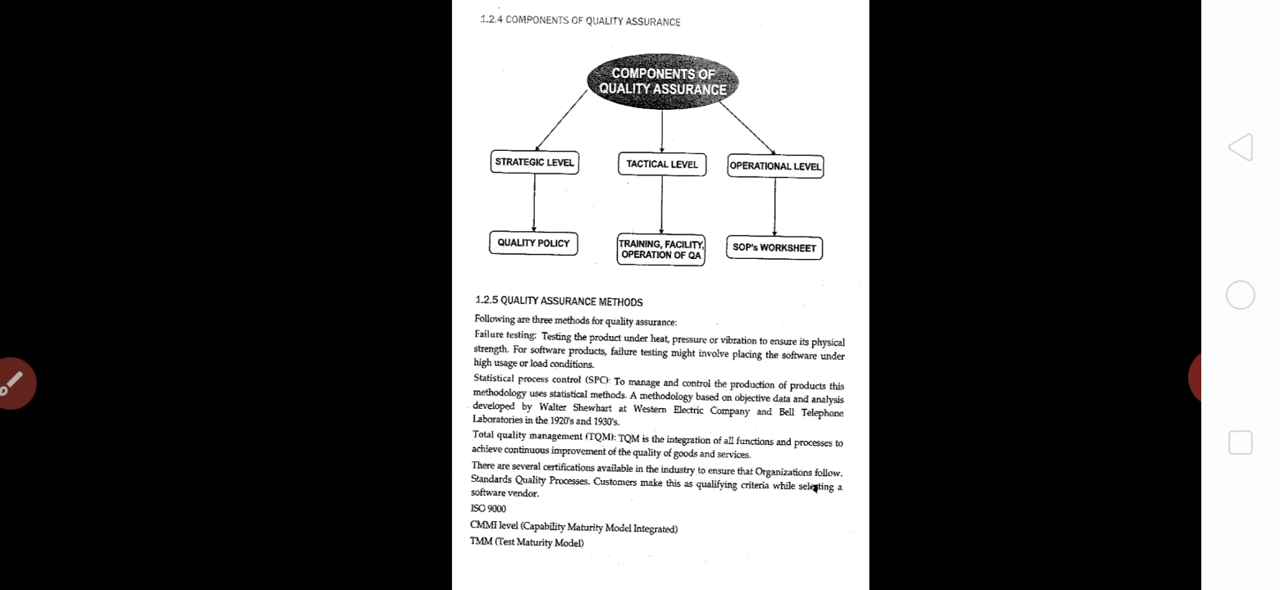 1.2.4 COMPONENTS OF QUALITY ASSURANCE
COMPONENTS OF
QUALITY ASSURANCE
STRATEGIC LEVEL
TACTICAL LEVEL
OPERATIONAL LEVEL
QUALITY POLICY
TRAINING, FACILITY,
OPERATION OF QA
SOP's WORKSHEET
1.2.5 QUALITY ASSURANCE METHODS
Following are three methods for quality assurance:
Failure testing: Testing the product under heat, pressure or vibration to ensure its physical
strength. For software products, failure testing might involve placing the software under
high usage or load conditions.
Statistical process control (SPC): To manage and control the production of products this
methodology uses statistical methods. A methodology based on objective data and analysis
developed by Walter Shewhart at Western Electric Company and Bell Telephone
Laboratories in the 1920's and 1930's.
Total quality management (TQM): TQM is the integration of all functions and processes to
achieve continuous improvement of the quality of goods and services.
There are several certifications available in the industry to ensure that Organizations follow.
Standards Quality Processes. Customers make this as qualifying criteria while selecting a
software vendor.
ISO 9000
CMMI level (Capability Maturity Model Integrated)
TMM (Test Maturity Model)